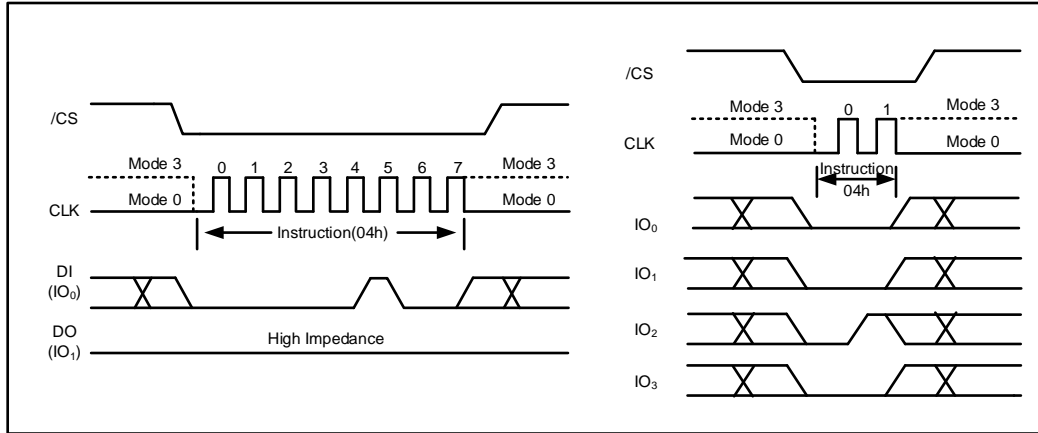 /CS
Mode 3 0 1 2 3 4 5 6 7 Mode 3
Mode 0 Mode 0
CLK
Instruction(04h)
DI
(IO₀)
DO
(IO₁)
High Impedance
/CS
Mode 3 0 1 Mode 3
CLK Mode 0 Mode 0
Instruction
04h
IO₀
IO₁
IO₂
IO₃